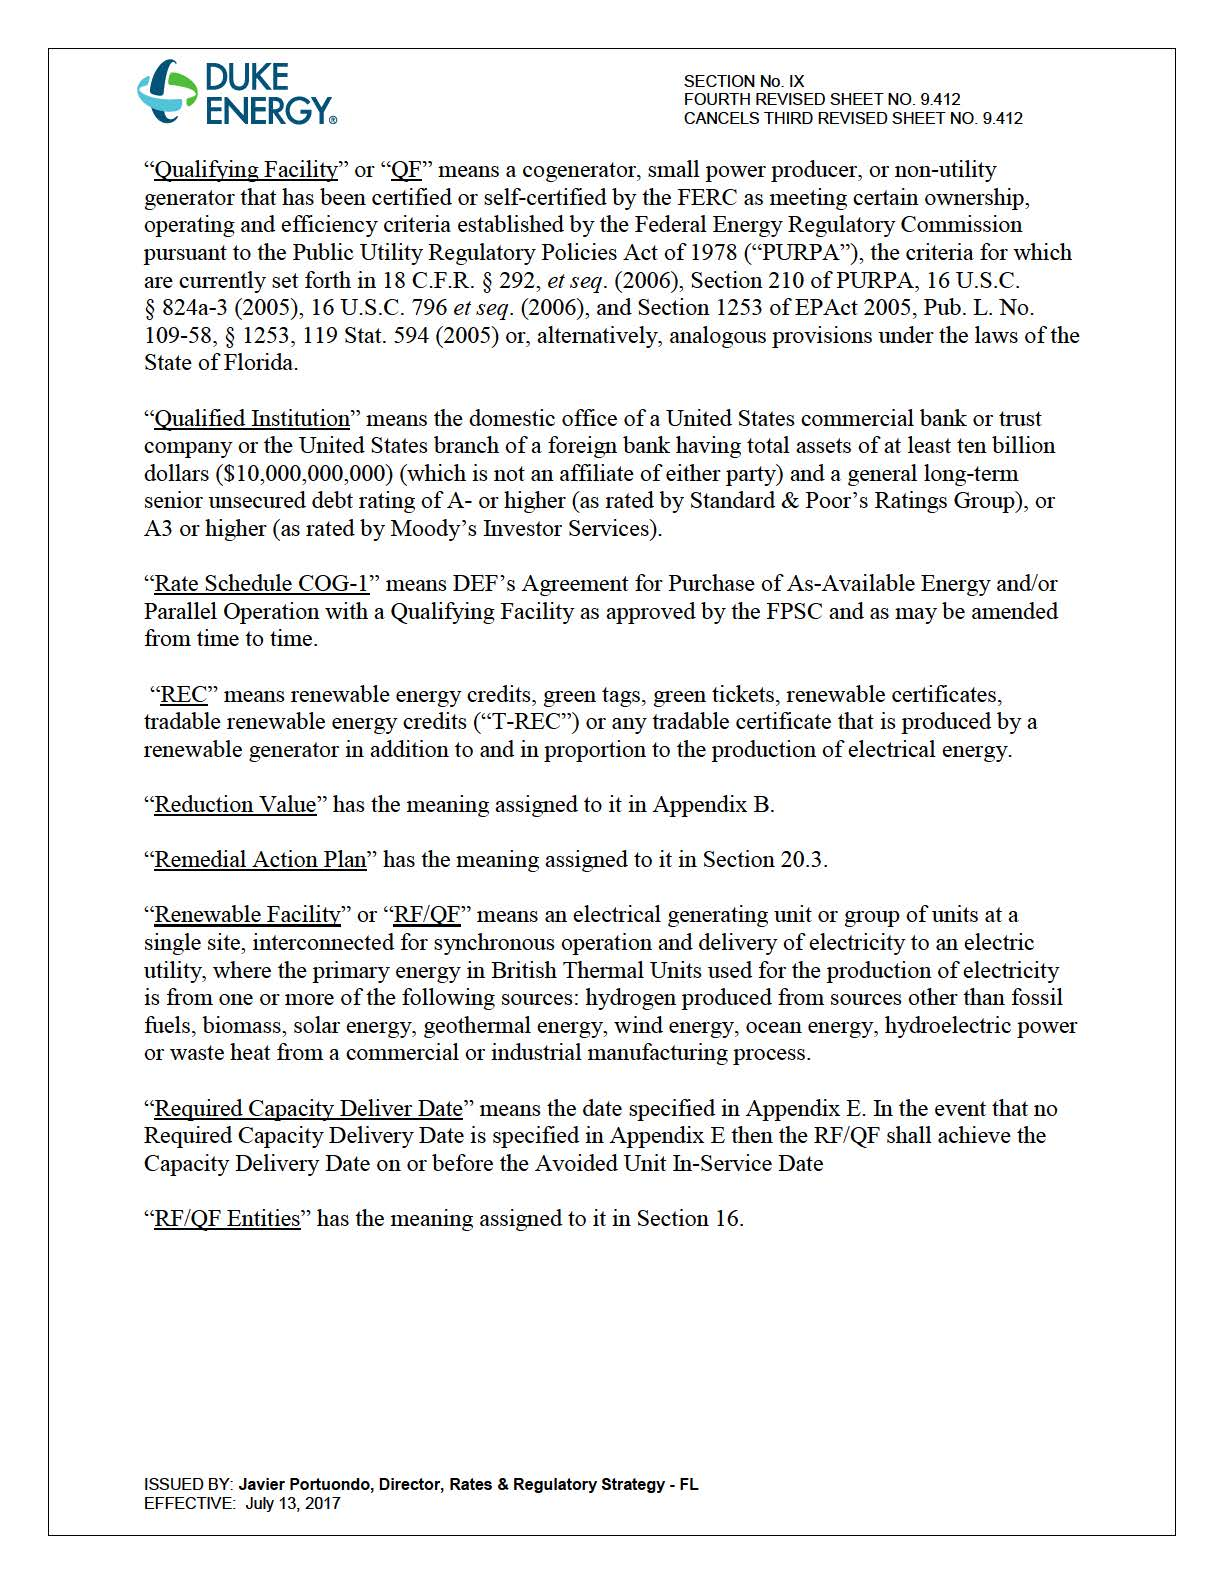 DUKE
ENERGY®
SECTION No. IX
FOURTH REVISED SHEET NO. 9.412
CANCELS THIRD REVISED SHEET NO. 9.412
“Qualifying Facility” or “QF” means a cogenerator, small power producer, or non-utility
generator that has been certified or self-certified by the FERC as meeting certain ownership,
operating and efficiency criteria established by the Federal Energy Regulatory Commission
pursuant to the Public Utility Regulatory Policies Act of 1978 (“PURPA”), the criteria for which
are currently set forth in 18 C.F.R. § 292, et seq. (2006), Section 210 of PURPA, 16 U.S.C.
§ 824a-3 (2005), 16 U.S.C. 796 et seq. (2006), and Section 1253 of EPAct 2005, Pub. L. No.
109-58, § 1253, 119 Stat. 594 (2005) or, alternatively, analogous provisions under the laws of the
State of Florida.
“Qualified Institution” means the domestic office of a United States commercial bank or trust
company or the United States branch of a foreign bank having total assets of at least ten billion
dollars ($10,000,000,000) (which is not an affiliate of either party) and a general long-term
senior unsecured debt rating of A- or higher (as rated by Standard & Poor’s Ratings Group), or
A3 or higher (as rated by Moody’s Investor Services).
“Rate Schedule COG-1” means DEF’s Agreement for Purchase of As-Available Energy and/or
Parallel Operation with a Qualifying Facility as approved by the FPSC and as may be amended
from time to time.
“REC” means renewable energy credits, green tags, green tickets, renewable certificates,
tradable renewable energy credits (“T-REC”) or any tradable certificate that is produced by a
renewable generator in addition to and in proportion to the production of electrical energy.
“Reduction Value” has the meaning assigned to it in Appendix B.
“Remedial Action Plan” has the meaning assigned to it in Section 20.3.
“Renewable Facility” or “RF/QF” means an electrical generating unit or group of units at a
single site, interconnected for synchronous operation and delivery of electricity to an electric
utility, where the primary energy in British Thermal Units used for the production of electricity
is from one or more of the following sources: hydrogen produced from sources other than fossil
fuels, biomass, solar energy, geothermal energy, wind energy, ocean energy, hydroelectric power
or waste heat from a commercial or industrial manufacturing process.
“Required Capacity Deliver Date” means the date specified in Appendix E. In the event that no
Required Capacity Delivery Date is specified in Appendix E then the RF/QF shall achieve the
Capacity Delivery Date on or before the Avoided Unit In-Service Date
“RF/QF Entities” has the meaning assigned to it in Section 16.
ISSUED BY: Javier Portuondo, Director, Rates & Regulatory Strategy - FL
EFFECTIVE: July 13, 2017